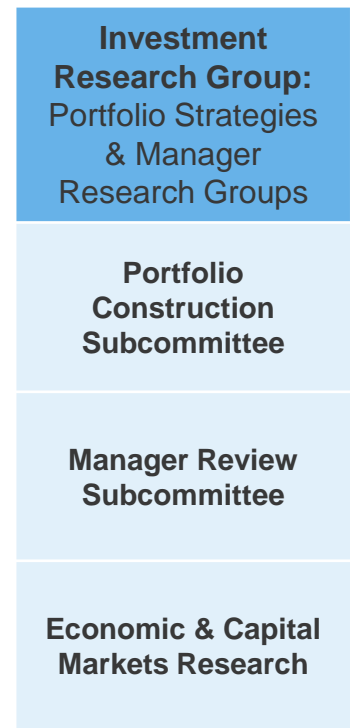 Investment
Research Group:
Portfolio Strategies
& Manager
Research Groups
Portfolio
Construction
Subcommittee
Manager Review
Subcommittee
Economic & Capital
Markets Research